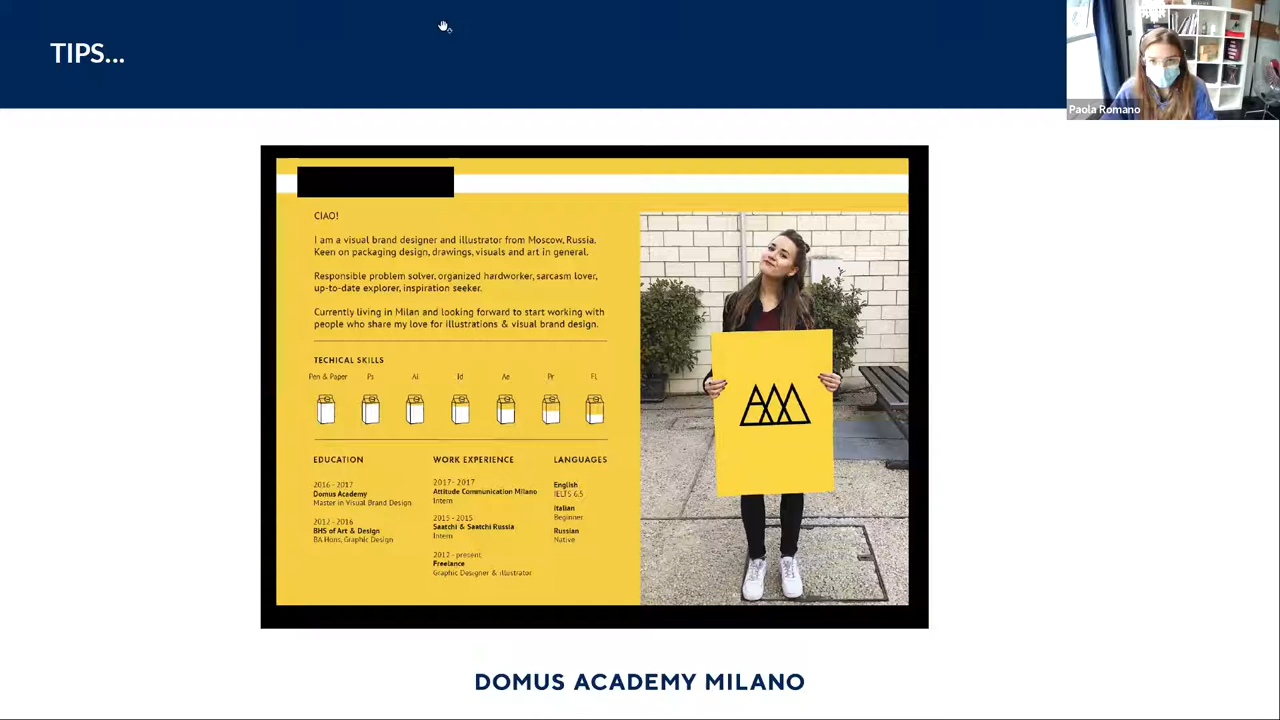 TIPS...
Paola Romano
CIAO!
I am a visual brand designer and illustrator from Moscow, Russia.
Keen on packaging design, drawings, visuals and art in general.
Responsible problem solver, organized hardworker, sarcasm lover,
up-to-date explorer, inspiration seeker.
Currently living in Milan and looking forward to start working with
people who share my love for illustrations & visual brand design.
TECHICAL SKILLS
Pen & Paper Ps AI Id Ae Pr FL
EDUCATION
2016 - 2017
Domus Academy
Master in Visual Brand Design
2012 - 2016
BHS of Art & Design
BA Hons, Graphic Design
WORK EXPERIENCE
2017- 2017
Attitude Communication Milano
Intern
2015 - 2015
Saatchi & Saatchi Russia
Intern
2012 - present
Freelance
Graphic Designer & illustrator
LANGUAGES
English
IELTS 6.5
Italian
Beginner
Russian
Native
DOMUS ACADEMY MILANO